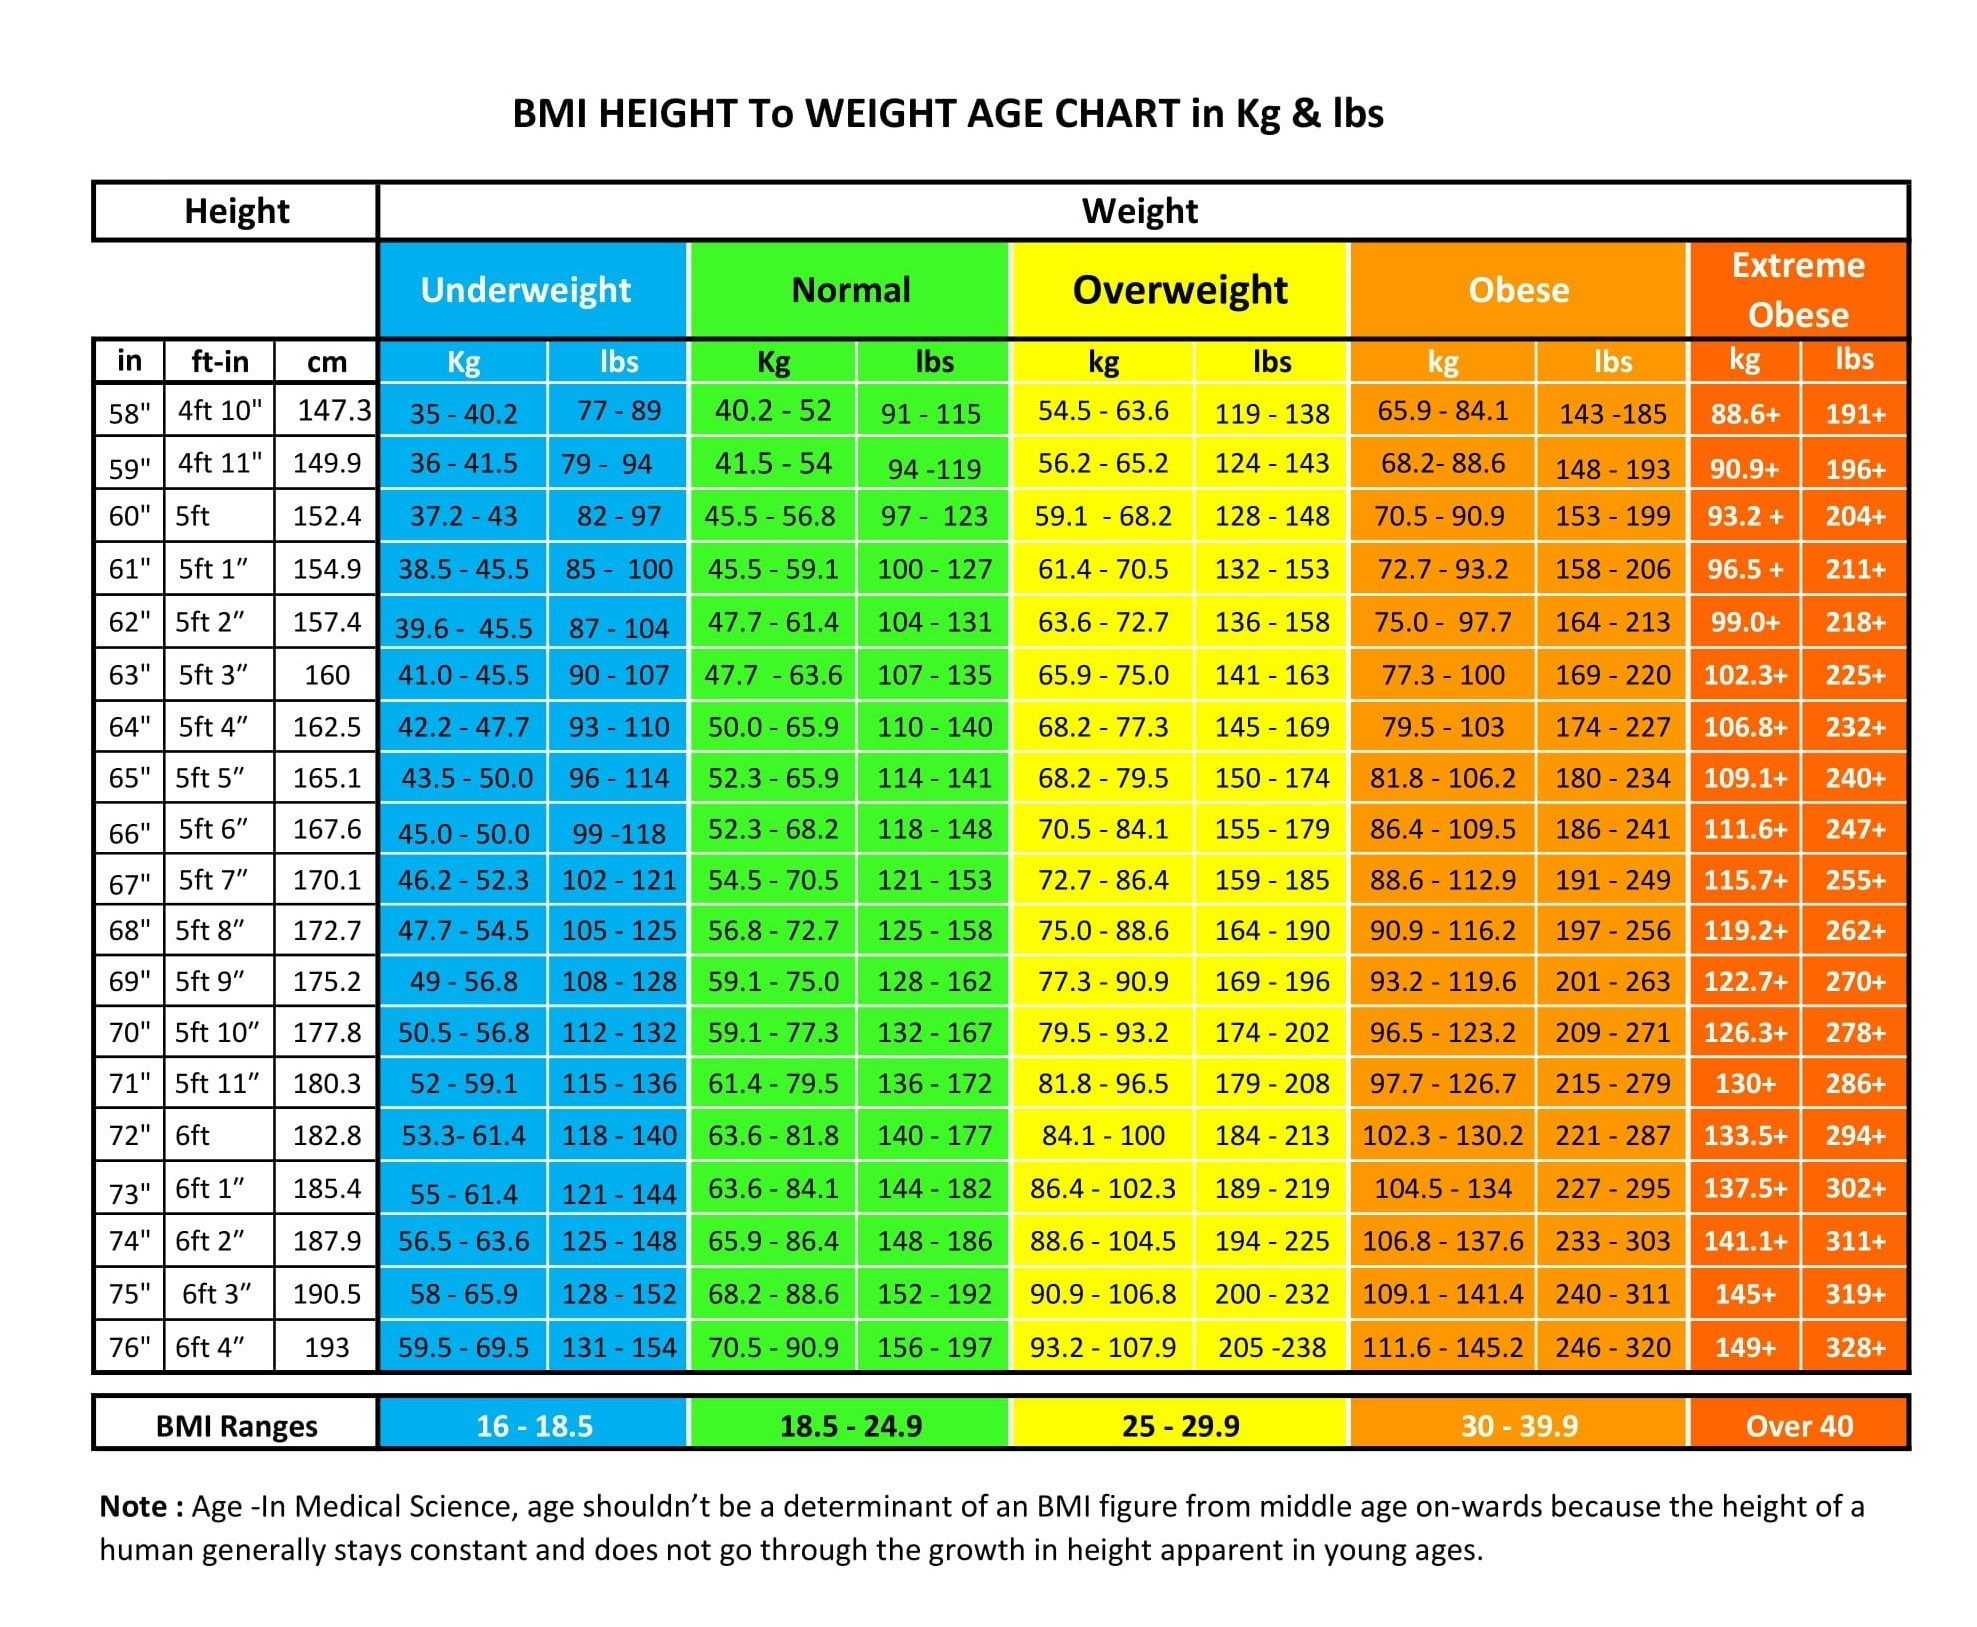 BMI HEIGHT To WEIGHT AGE CHART in Kg & lbs
Height Weight
Underweight Normal Overweight Obese Extreme Obese
in ft-in cm Kg lbs Kg lbs kg lbs kg lbs kg lbs
58" 4ft 10" 147.3 35 - 40.2 77 - 89 40.2 - 52 91 - 115 54.5 - 63.6 119 - 138 65.9 - 84.1 143 -185 88.6+ 191+
59" 4ft 11" 149.9 36 - 41.5 79 - 94 41.5 - 54 94 -119 56.2 - 65.2 124 - 143 68.2- 88.6 148 - 193 90.9+ 196+
60" 5ft 152.4 37.2 - 43 82 - 97 45.5 - 56.8 97 - 123 59.1 - 68.2 128 - 148 70.5 - 90.9 153 - 199 93.2 + 204+
61" 5ft 1” 154.9 38.5 - 45.5 85 - 100 45.5 - 59.1 100 - 127 61.4 - 70.5 132 - 153 72.7 - 93.2 158 - 206 96.5 + 211+
62" 5ft 2” 157.4 39.6 - 45.5 87 - 104 47.7 - 61.4 104 - 131 63.6 - 72.7 136 - 158 75.0 - 97.7 164 - 213 99.0+ 218+
63" 5ft 3” 160 41.0 - 45.5 90 - 107 47.7 - 63.6 107 - 135 65.9 - 75.0 141 - 163 77.3 - 100 169 - 220 102.3+ 225+
64" 5ft 4” 162.5 42.2 - 47.7 93 - 110 50.0 - 65.9 110 - 140 68.2 - 77.3 145 - 169 79.5 - 103 174 - 227 106.8+ 232+
65" 5ft 5” 165.1 43.5 - 50.0 96 - 114 52.3 - 65.9 114 - 141 68.2 - 79.5 150 - 174 81.8 - 106.2 180 - 234 109.1+ 240+
66" 5ft 6” 167.6 45.0 - 50.0 99 -118 52.3 - 68.2 118 - 148 70.5 - 84.1 155 - 179 86.4 - 109.5 186 - 241 111.6+ 247+
67" 5ft 7” 170.1 46.2 - 52.3 102 - 121 54.5 - 70.5 121 - 153 72.7 - 86.4 159 - 185 88.6 - 112.9 191 - 249 115.7+ 255+
68" 5ft 8” 172.7 47.7 - 54.5 105 - 125 56.8 - 72.7 125 - 158 75.0 - 88.6 164 - 190 90.9 - 116.2 197 - 256 119.2+ 262+
69" 5ft 9” 175.2 49 - 56.8 108 - 128 59.1 - 75.0 128 - 162 77.3 - 90.9 169 - 196 93.2 - 119.6 201 - 263 122.7+ 270+
70" 5ft 10” 177.8 50.5 - 56.8 112 - 132 59.1 - 77.3 132 - 167 79.5 - 93.2 174 - 202 96.5 - 123.2 209 - 271 126.3+ 278+
71" 5ft 11” 180.3 52 - 59.1 115 - 136 61.4 - 79.5 136 - 172 81.8 - 96.5 179 - 208 97.7 - 126.7 215 - 279 130+ 286+
72" 6ft 182.8 53.3- 61.4 118 - 140 63.6 - 81.8 140 - 177 84.1 - 100 184 - 213 102.3 - 130.2 221 - 287 133.5+ 294+
73" 6ft 1” 185.4 55 - 61.4 121 - 144 63.6 - 84.1 144 - 182 86.4 - 102.3 189 - 219 104.5 - 134 227 - 295 137.5+ 302+
74" 6ft 2” 187.9 56.5 - 63.6 125 - 148 65.9 - 86.4 148 - 186 88.6 - 104.5 194 - 225 106.8 - 137.6 233 - 303 141.1+ 311+
75" 6ft 3” 190.5 58 - 65.9 128 - 152 68.2 - 88.6 152 - 192 90.9 - 106.8 200 - 232 109.1 - 141.4 240 - 311 145+ 319+
76" 6ft 4” 193 59.5 - 69.5 131 - 154 70.5 - 90.9 156 - 197 93.2 - 107.9 205 -238 111.6 - 145.2 246 - 320 149+ 328+
BMI Ranges 16 - 18.5 18.5 - 24.9 25 - 29.9 30 - 39.9 Over 40
Note : Age -In Medical Science, age shouldn’t be a determinant of an BMI figure from middle age on-wards because the height of a
human generally stays constant and does not go through the growth in height apparent in young ages.